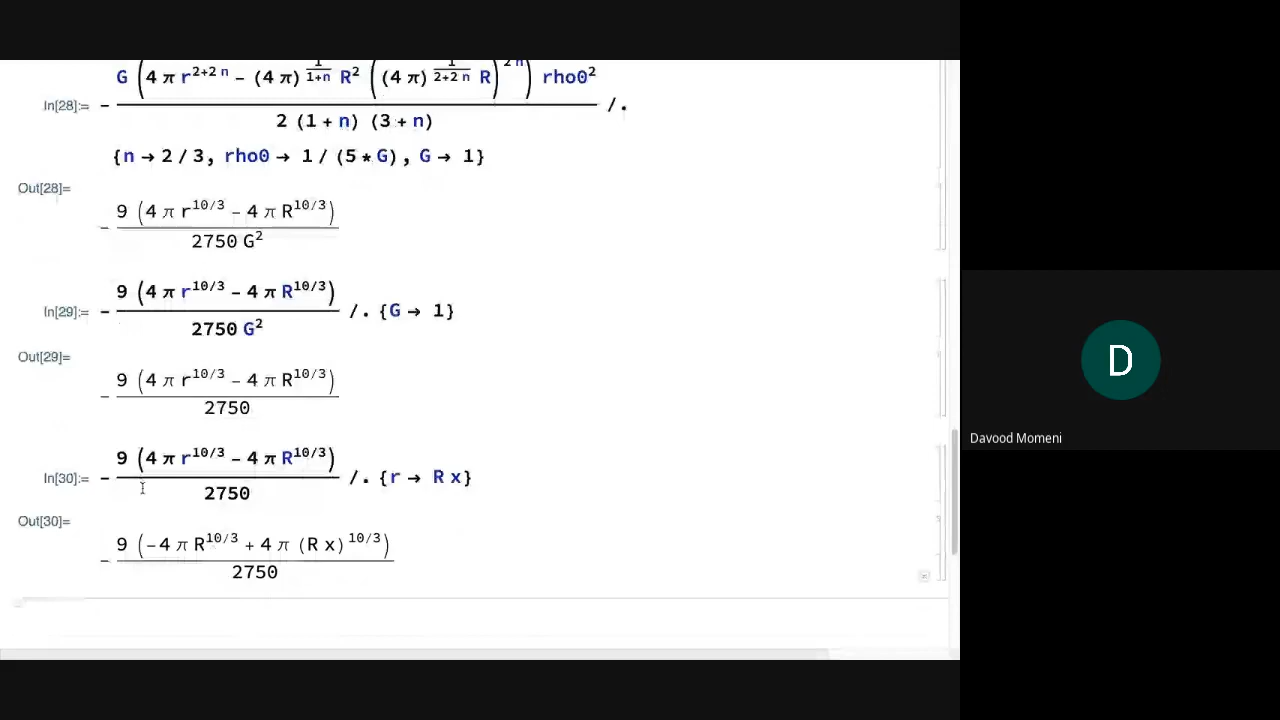 G (4 π r^(2+2 n) − (4 π)^(1/(1+n)) R^2 ((4 π)^(1/(2+2 n)) R)^(2 n)) rho0^2
In[28]:= − ──────── /.
2 (1 + n) (3 + n)
{n → 2 / 3, rho0 → 1 / (5 * G), G → 1}
Out[28]=
9 (4 π r^(10/3) − 4 π R^(10/3))
− ────────
2750 G^2
9 (4 π r^(10/3) − 4 π R^(10/3))
In[29]:= − ──────── /. {G → 1}
2750 G^2
Out[29]=
9 (4 π r^(10/3) − 4 π R^(10/3))
− ────────
2750
Davood Momeni
D
9 (4 π r^(10/3) − 4 π R^(10/3))
In[30]:= − ──────── /. {r → R x}
2750
Out[30]=
9 (−4 π R^(10/3) + 4 π (R x)^(10/3))
− ────────
2750